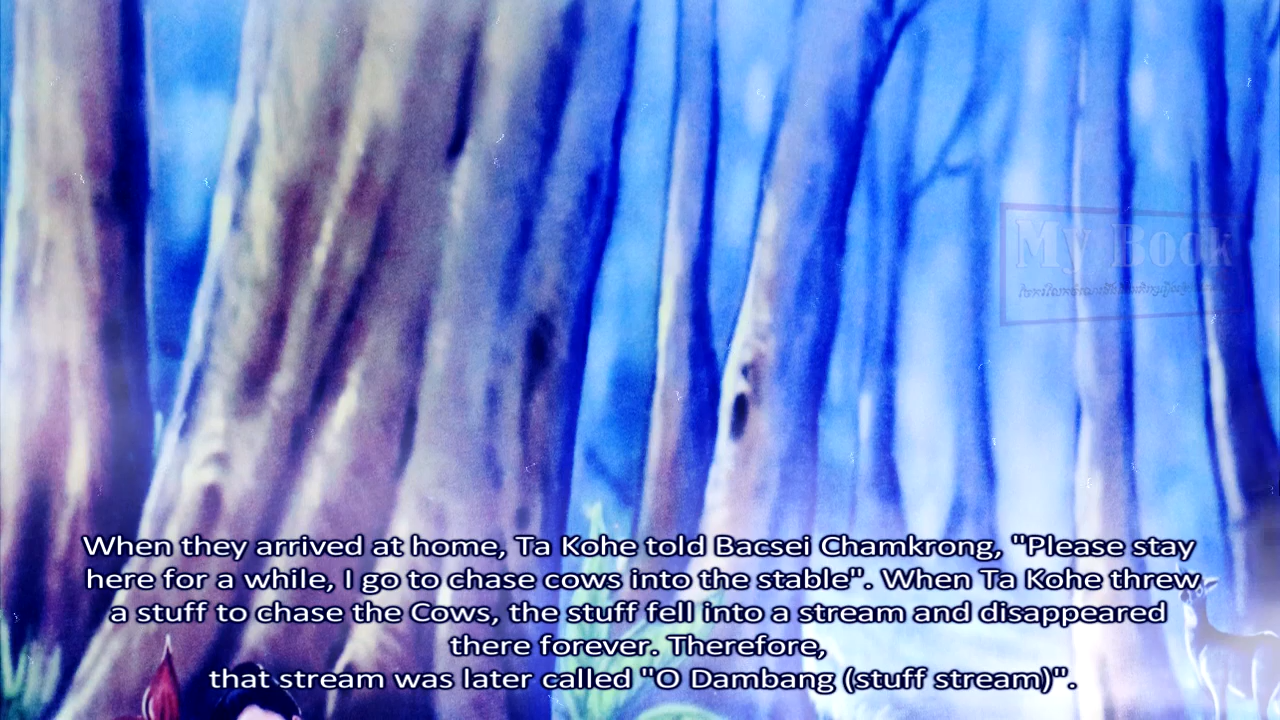 My Book
When they arrived at home, Ta Kohe told Bacsei Chamkrong, "Please stay
here for a while, I go to chase cows into the stable". When Ta Kohe threw
a stuff to chase the Cows, the stuff fell into a stream and disappeared
there forever. Therefore,
that stream was later called "O Dambang (stuff stream)".